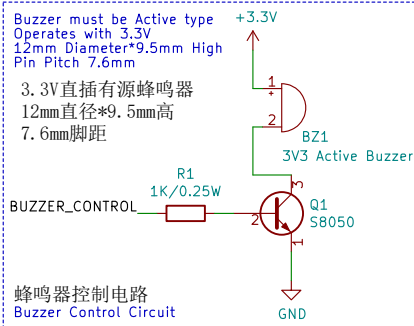 Buzzer must be Active type
Operates with 3.3V
12mm Diameter*9.5mm High
Pin Pitch 7.6mm
3.3V直插有源蜂鸣器
12mm直径*9.5mm高
7.6mm脚距
+3.3V
1
+
2
BZ1
3V3 Active Buzzer
R1
1K/0.25W
BUZZER_CONTROL
3
2
Q1
S8050
1
GND
蜂鸣器控制电路
Buzzer Control Circuit